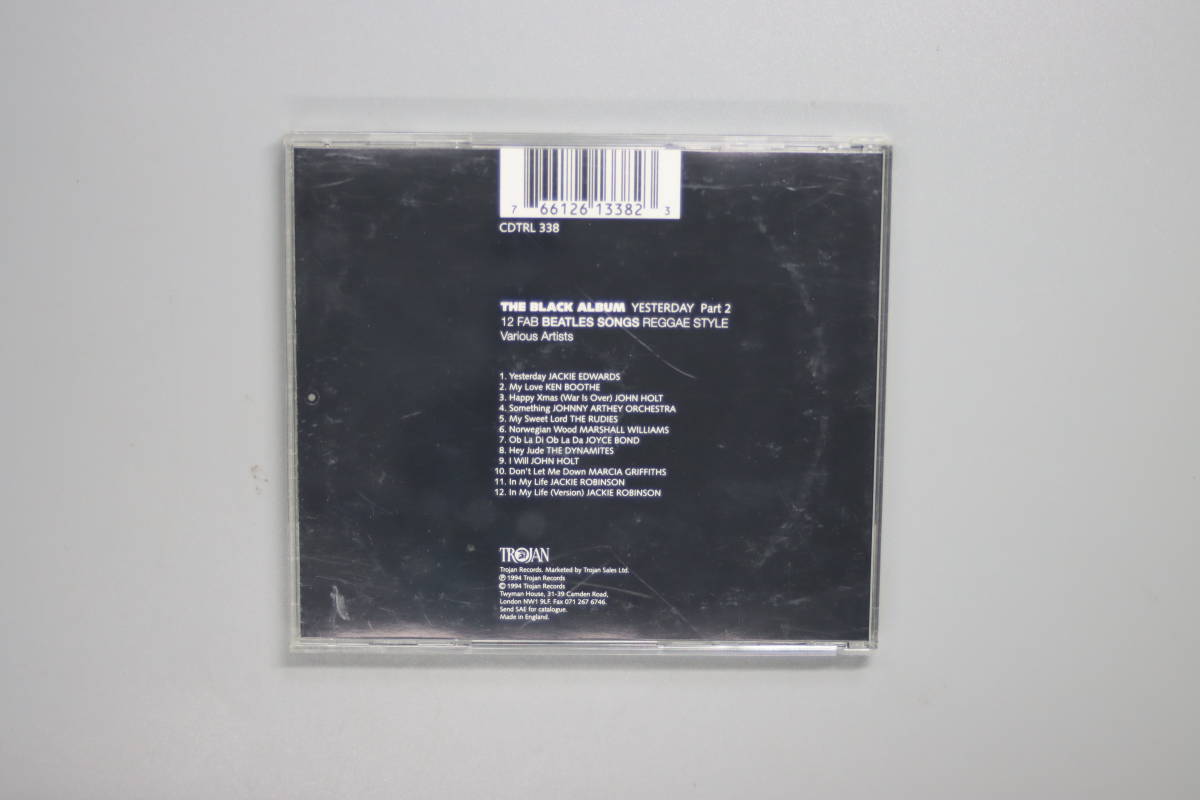 7 66126 13382 3
CDTRL 338
THE BLACK ALBUM YESTERDAY Part 2
12 FAB BEATLES SONGS REGGAE STYLE
Various Artists
1. Yesterday JACKIE EDWARDS
2. My Love KEN BOOTHE
3. Happy Xmas (War Is Over) JOHN HOLT
4. Something JOHNNY ARTHEY ORCHESTRA
5. My Sweet Lord THE RUDIES
6. Norwegian Wood MARSHALL WILLIAMS
7. Ob La Di Ob La Da JOYCE BOND
8. Hey Jude THE DYNAMITES
9. I Will JOHN HOLT
10. Don't Let Me Down MARCIA GRIFFITHS
11. In My Life JACKIE ROBINSON
12. In My Life (Version) JACKIE ROBINSON
TROJAN
Trojan Records. Marketed by Trojan Sales Ltd.
℗ 1994 Trojan Records
© 1994 Trojan Records
Twyman House, 31-39 Camden Road,
London NW1 9LF. Fax 071 267 6746.
Send SAE for catalogue.
Made in England.